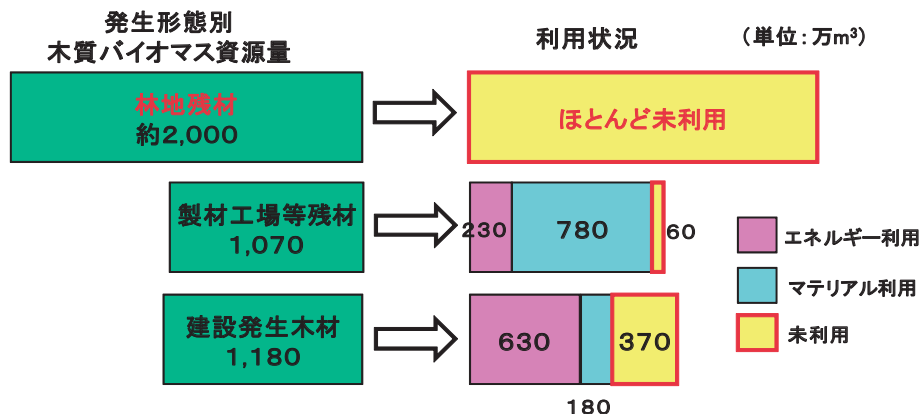 発生形態別
木質バイオマス資源量
利用状況
（単位：万m³）
林地残材
約2,000
ほとんど未利用
製材工場等残材
1,070
230
780
60
建設発生木材
1,180
630
370
180
エネルギー利用
マテリアル利用
未利用